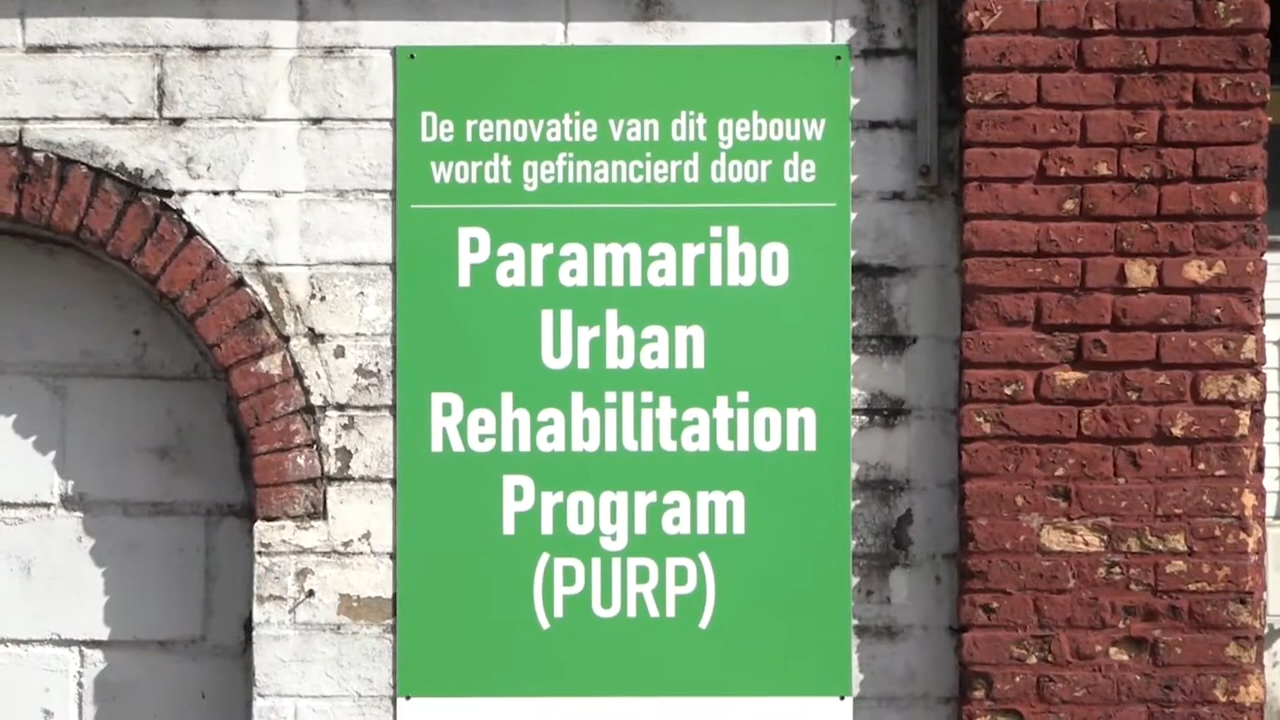 De renovatie van dit gebouw
wordt gefinancierd door de
Paramaribo
Urban
Rehabilitation
Program
(PURP)